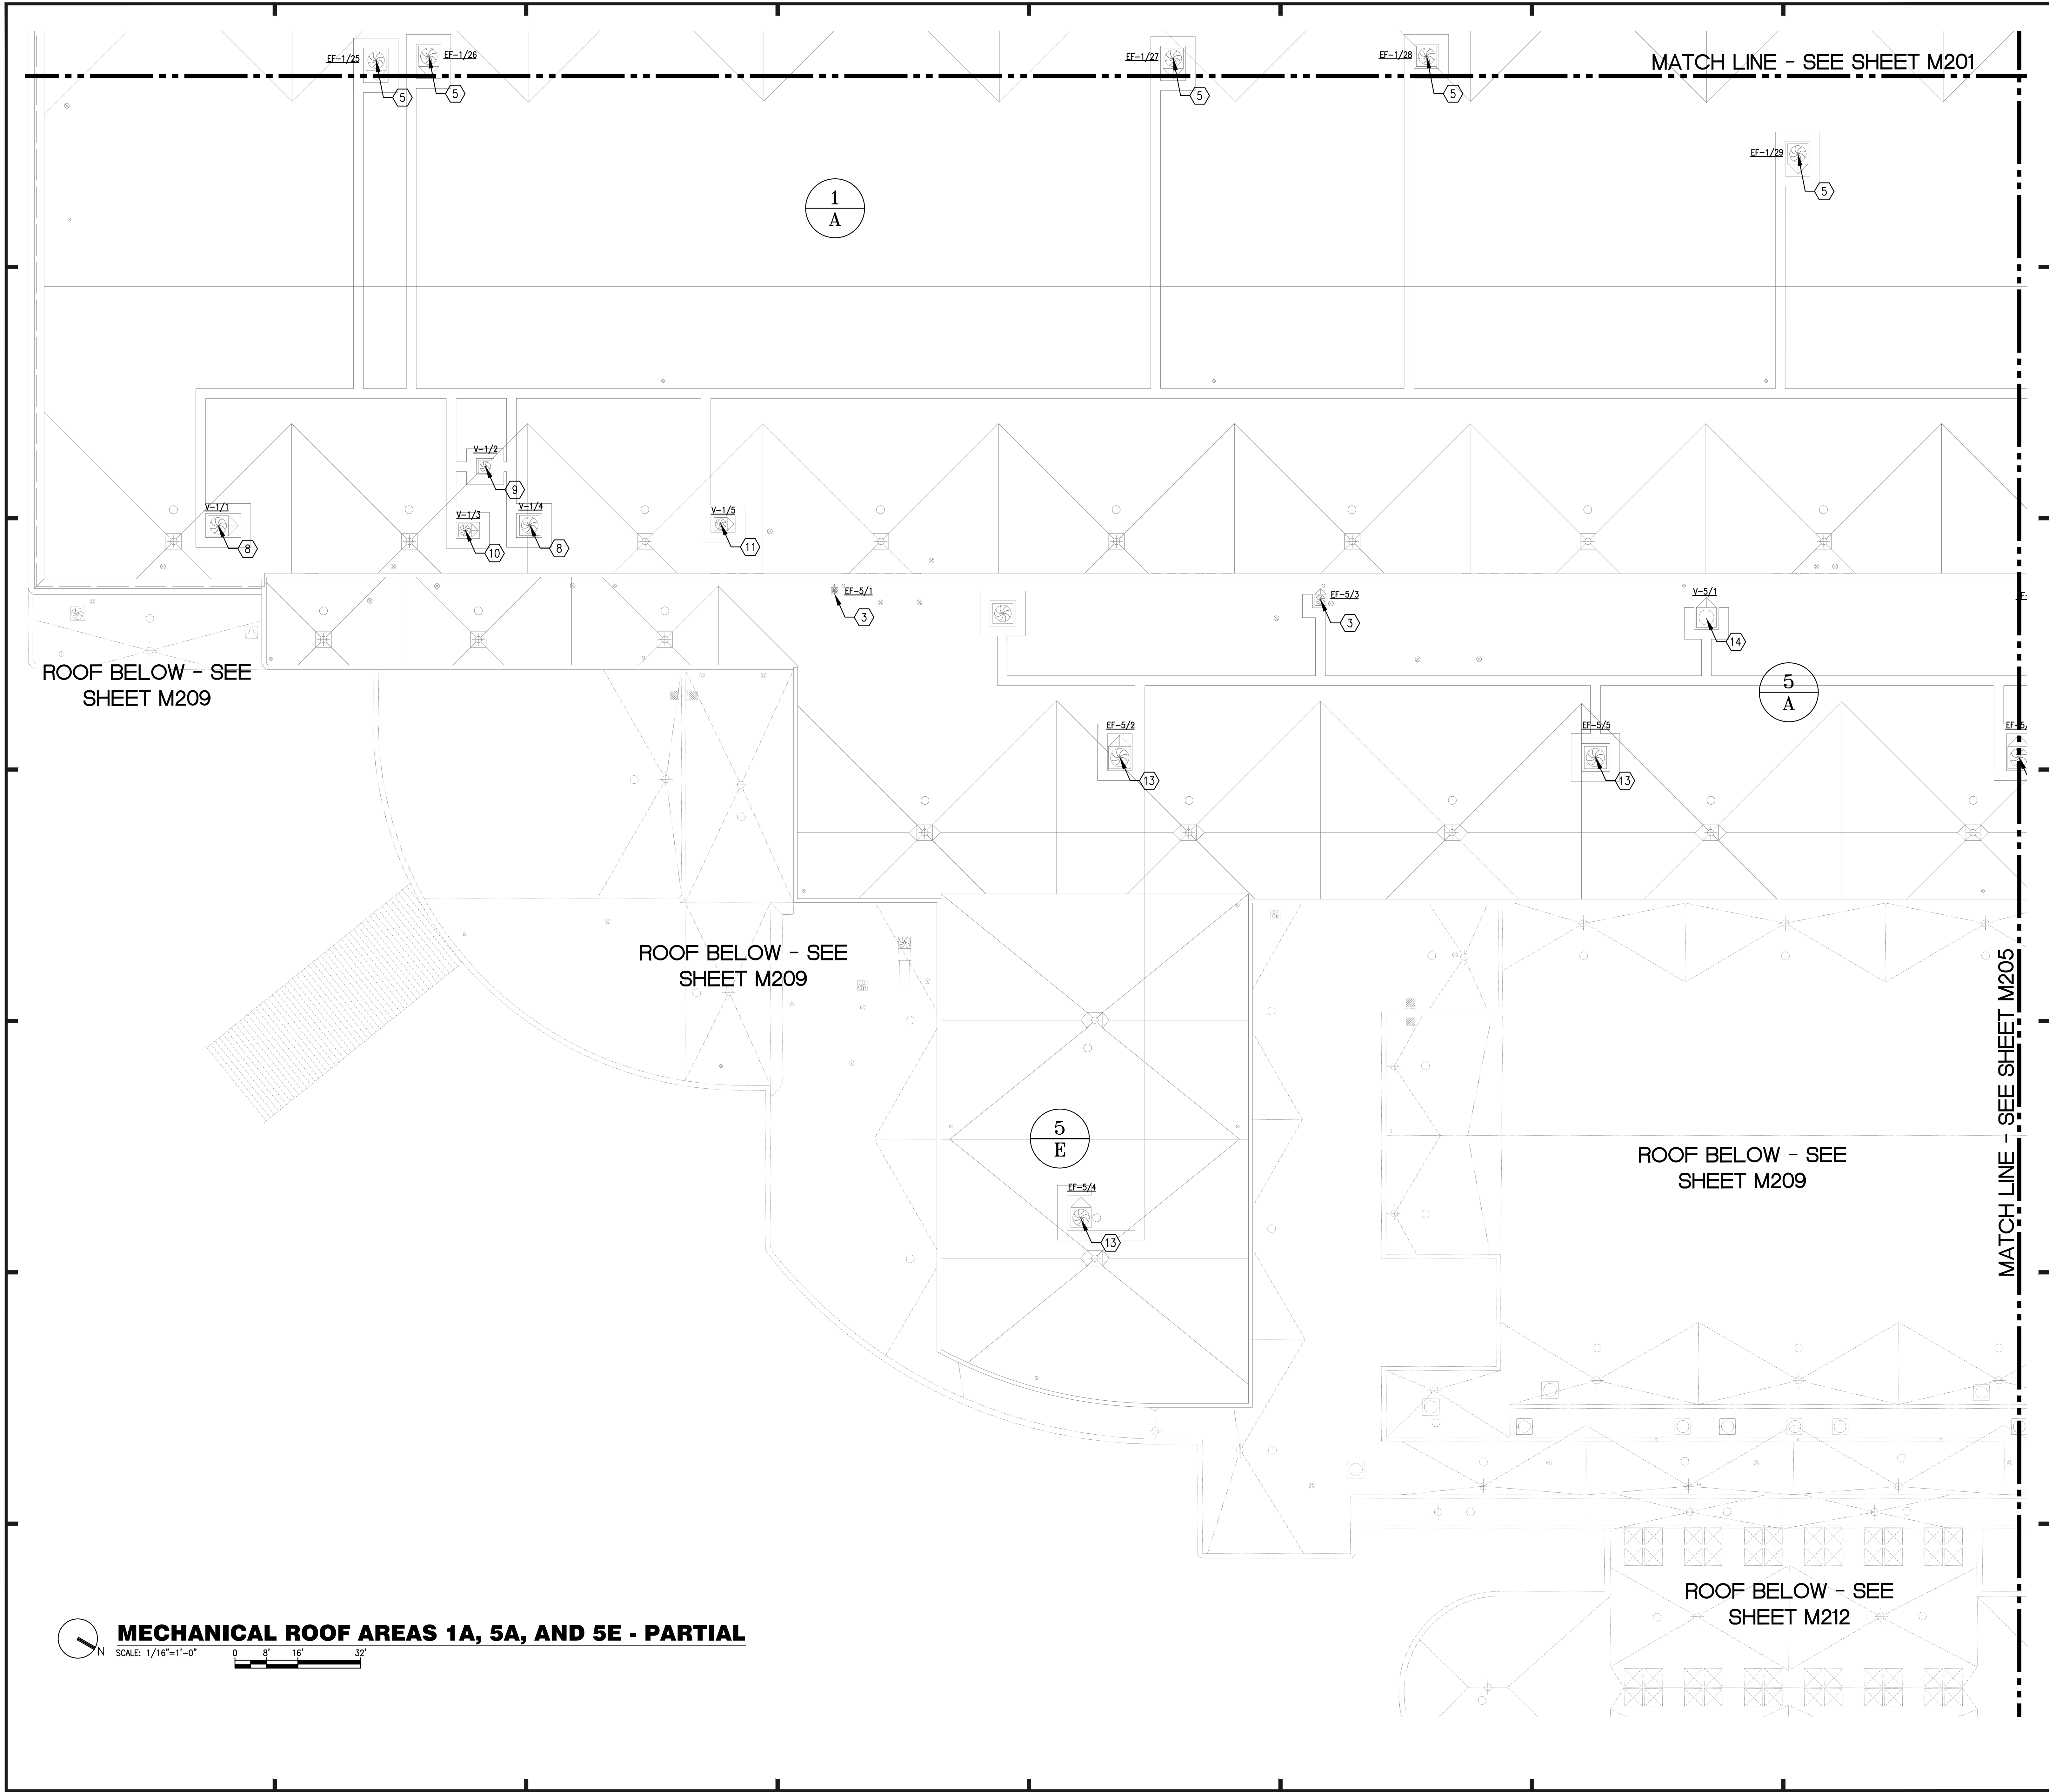 EF-1/25
EF-1/26
EF-1/27
EF-1/28
MATCH LINE - SEE SHEET M201
5
5
5
5
EF-1/29
5
1
A
V-1/2
9
V-1/1
8
V-1/3
10
V-1/4
8
V-1/5
11
EF-5/1
3
EF-5/3
3
V-5/1
14
ROOF BELOW - SEE
SHEET M209
5
A
EF-5/2
13
EF-5/5
13
EF-5/
ROOF BELOW - SEE
SHEET M209
MATCH LINE - SEE SHEET M205
5
E
ROOF BELOW - SEE
SHEET M209
EF-5/4
13
ROOF BELOW - SEE
SHEET M212
N
MECHANICAL ROOF AREAS 1A, 5A, AND 5E - PARTIAL
SCALE: 1/16"=1'-0"
0 8' 16' 32'